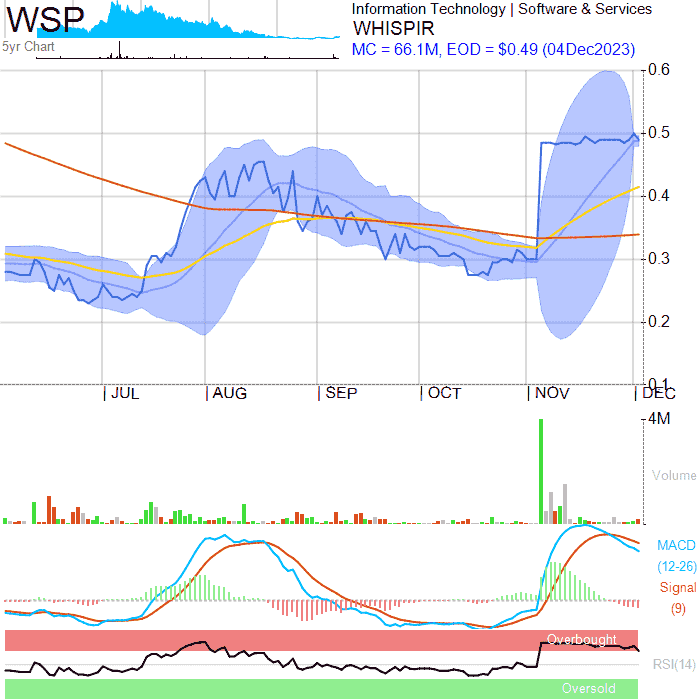 WSP
5yr Chart
Information Technology | Software & Services
WHISPIR
MC = 66.1M, EOD = $0.49 (04Dec2023)
0.6
0.5
0.4
0.3
0.2
0.1
JUL AUG SEP OCT NOV DEC
4M
Volume
MACD
(12-26)
Signal
(9)
Overbought
RSI(14)
Oversold